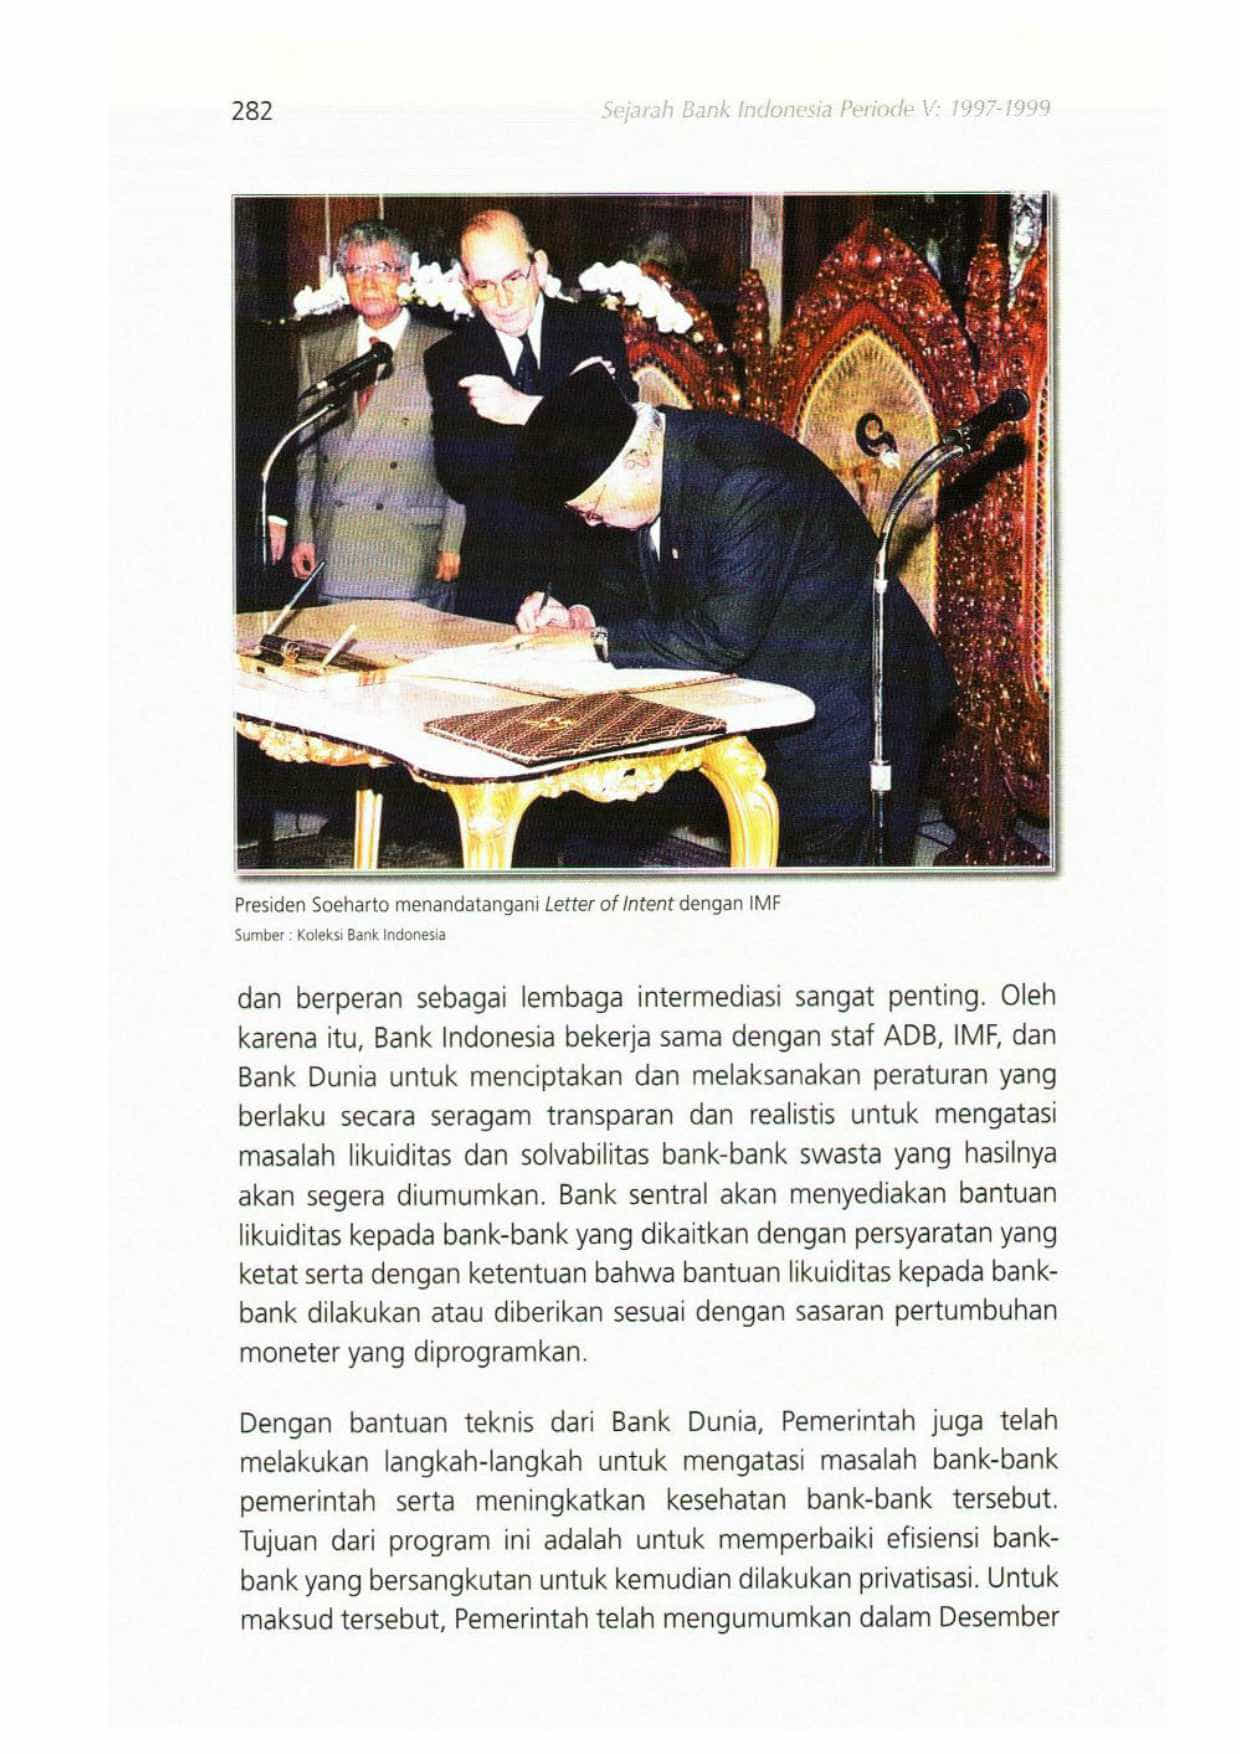 282
Sejarah Bank Indonesia Periode V: 1997-1999
Presiden Soeharto menandatangani Letter of Intent dengan IMF
Sumber : Koleksi Bank Indonesia
dan berperan sebagai lembaga intermediasi sangat penting. Oleh
karena itu, Bank Indonesia bekerja sama dengan staf ADB, IMF, dan
Bank Dunia untuk menciptakan dan melaksanakan peraturan yang
berlaku secara seragam transparan dan realistis untuk mengatasi
masalah likuiditas dan solvabilitas bank-bank swasta yang hasilnya
akan segera diumumkan. Bank sentral akan menyediakan bantuan
likuiditas kepada bank-bank yang dikaitkan dengan persyaratan yang
ketat serta dengan ketentuan bahwa bantuan likuiditas kepada bank-
bank dilakukan atau diberikan sesuai dengan sasaran pertumbuhan
moneter yang diprogramkan.
Dengan bantuan teknis dari Bank Dunia, Pemerintah juga telah
melakukan langkah-langkah untuk mengatasi masalah bank-bank
pemerintah serta meningkatkan kesehatan bank-bank tersebut.
Tujuan dari program ini adalah untuk memperbaiki efisiensi bank-
bank yang bersangkutan untuk kemudian dilakukan privatisasi. Untuk
maksud tersebut, Pemerintah telah mengumumkan dalam Desember